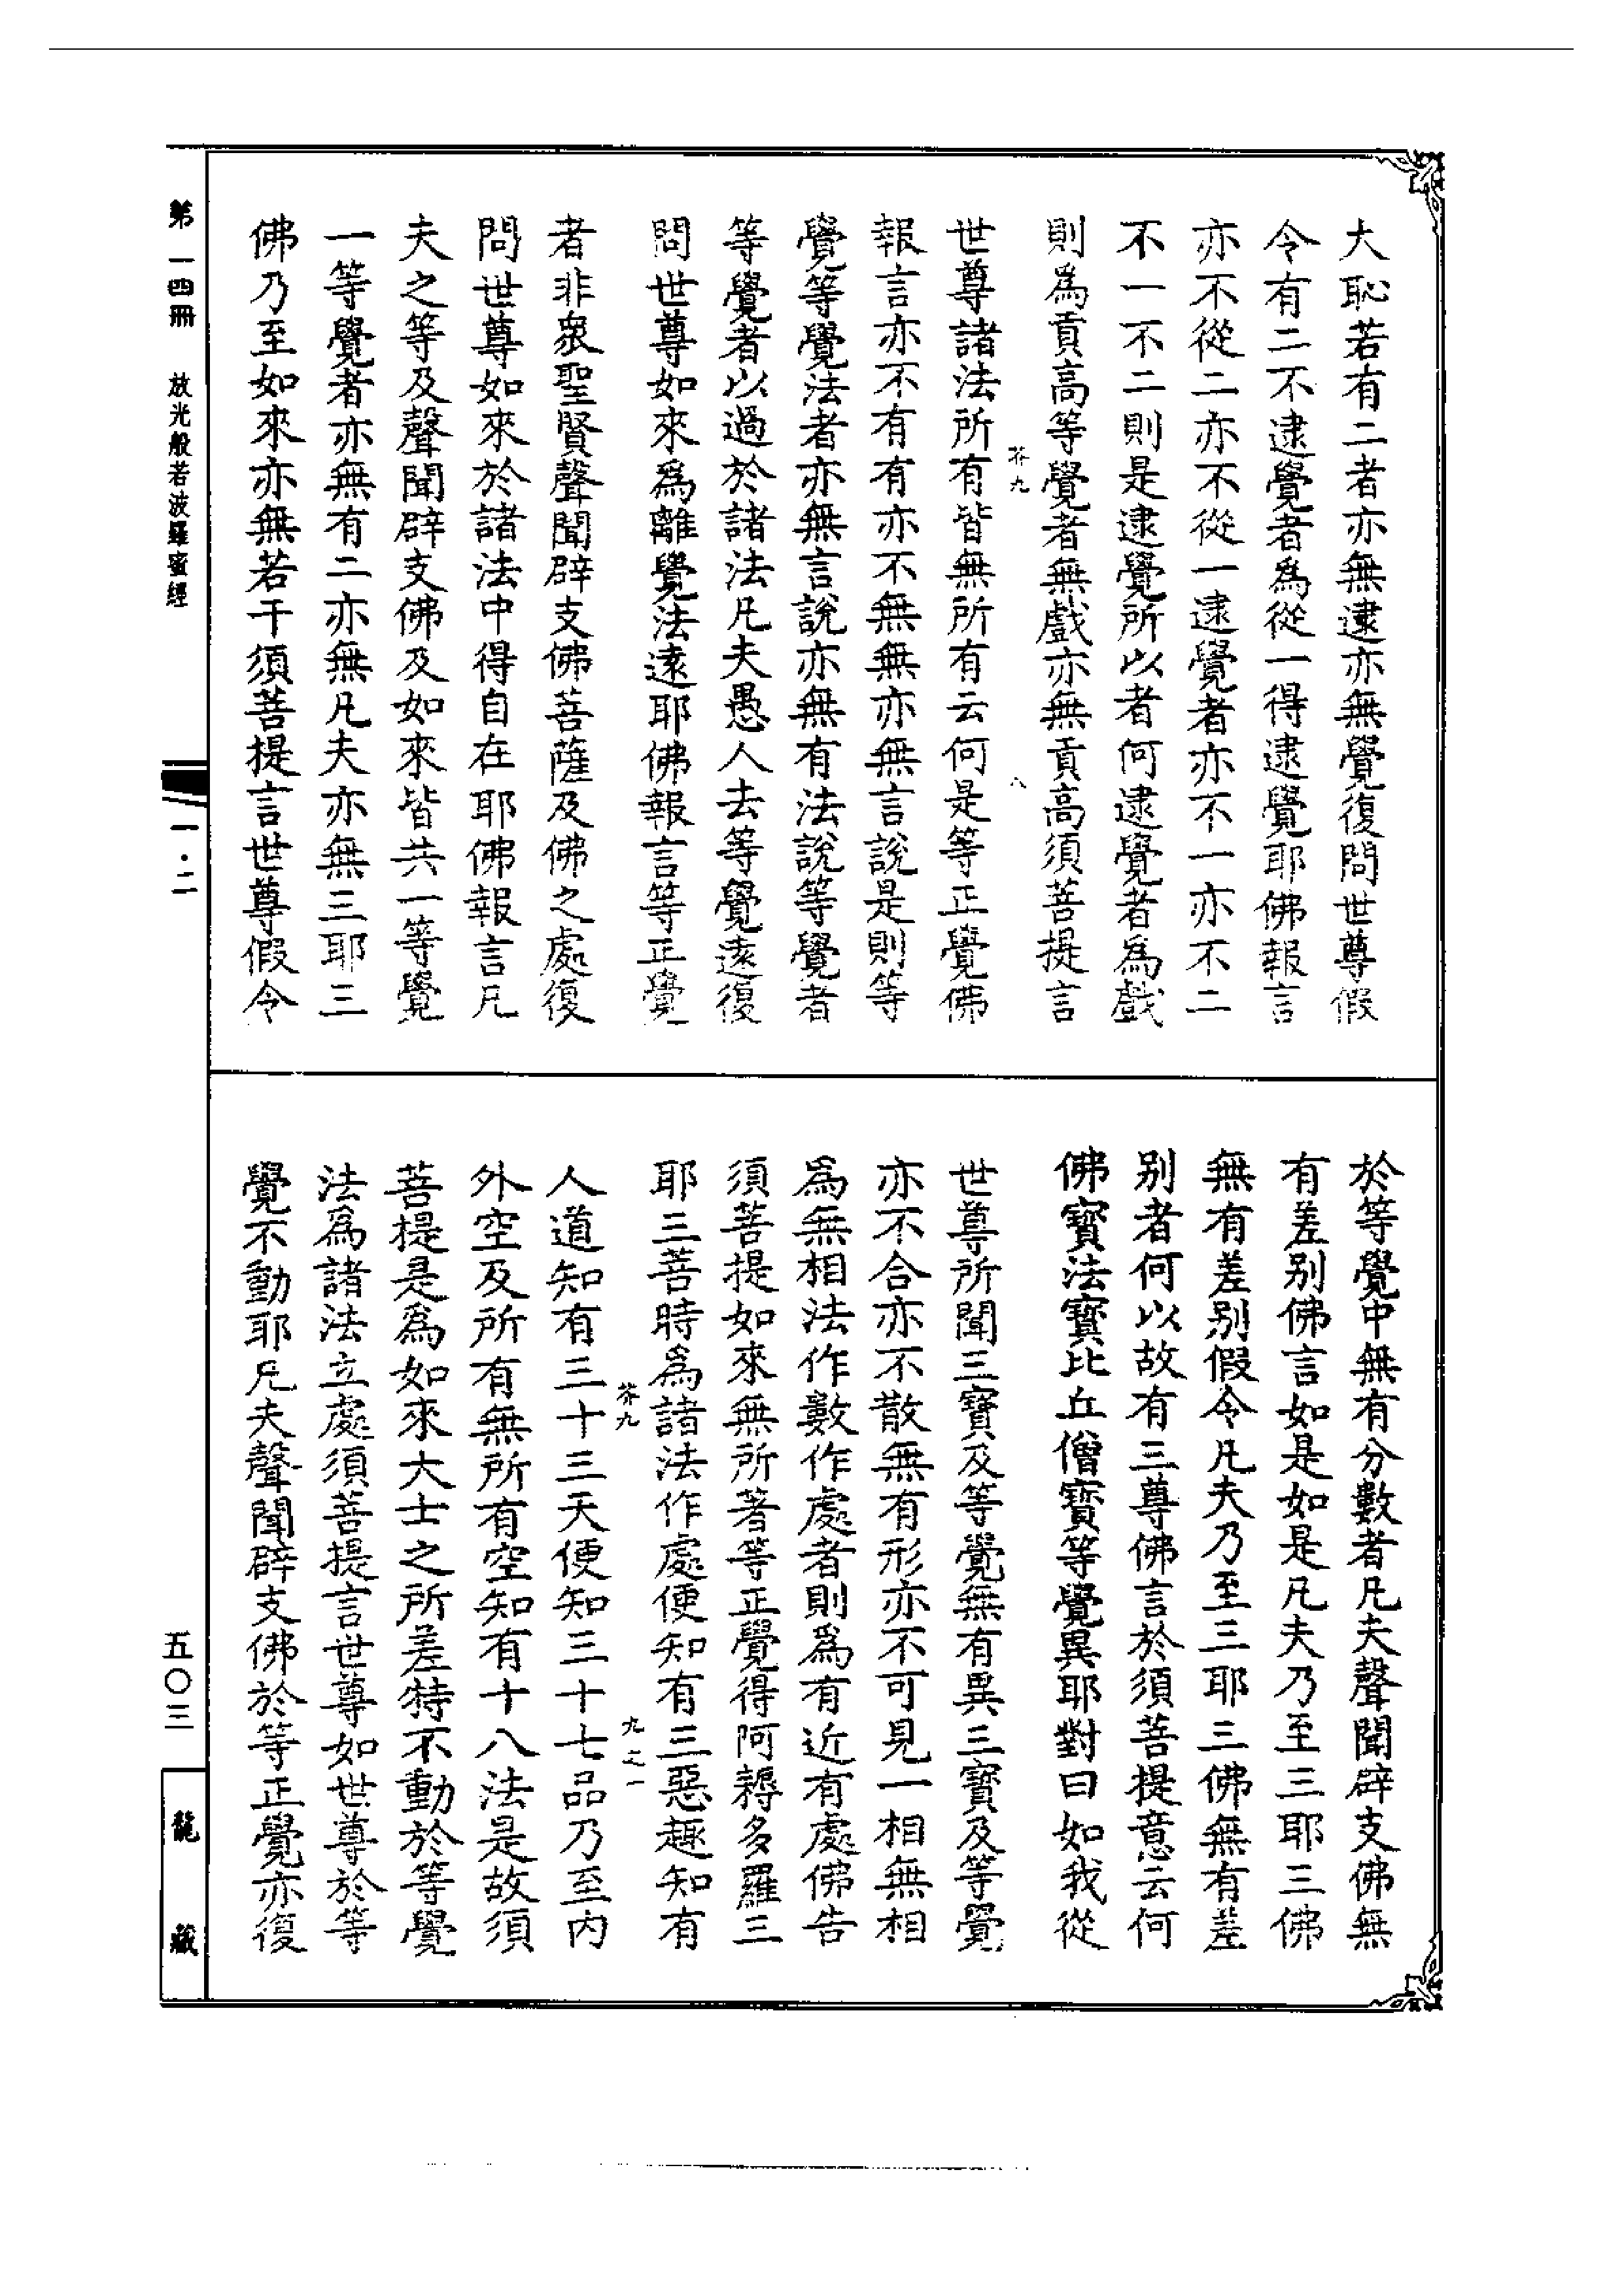 大恥若有二者亦無逮亦無覺復問世尊假
令有二不逮覺者為從一得逮覺耶佛報言
亦不從二亦不從一逮覺者亦不一亦不二
不一不二則是逮覺所以者何逮覺者為戲
則為貢高等覺者無戲亦無貢高須菩提言
芥九
八
世尊諸法所有皆無所有云何是等正覺佛
報言亦不有有亦不無無亦無言說是則等
覺等覺法者亦無言說亦無有法說等覺者
等覺者以過於諸法凡夫愚人去等覺遠復
問世尊如來為離覺法遠耶佛報言等正覺
者非衆聖賢聲聞辟支佛菩薩及佛之處復
問世尊如來於諸法中得自在耶佛報言凡
夫之等及聲聞辟支佛及如來皆共一等覺
一等覺者亦無有二亦無凡夫亦無三耶三
佛乃至如來亦無若干須菩提言世尊假令
於等覺中無有分數者凡夫聲聞辟支佛無
有差别佛言如是如是凡夫乃至三耶三佛
無有差别假令凡夫乃至三耶三佛無有差
别者何以故有三尊佛言於須菩提意云何
佛寶法寶比丘僧寶等覺異耶對曰如我從
世尊所聞三寶及等覺無有異三寶及等覺
亦不合亦不散無有形亦不可見一相無相
為無相法作數作處者則為有近有處佛告
須菩提如來無所著等正覺得阿耨多羅三
耶三菩時為諸法作處便知有三惡趣知有
芥九
九之一
人道知有三十三天便知三十七品乃至内
外空及所有無所有空知有十八法是故須
菩提是為如來大士之所差特不動於等覺
法為諸法立處須菩提言世尊如世尊於等
覺不動耶凡夫聲聞辟支佛於等正覺亦復
第一四冊 放光般若波羅蜜經
一·二
五〇三
龍藏